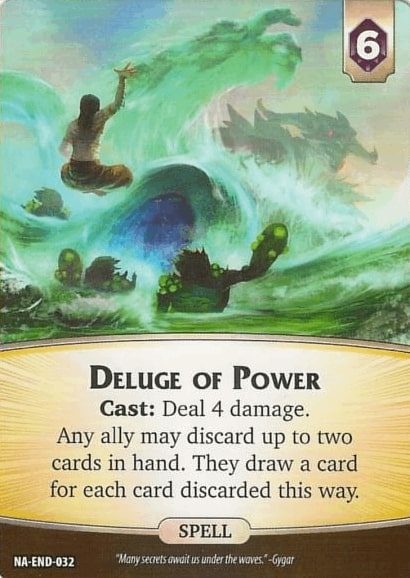 6
DELUGE OF POWER
Cast: Deal 4 damage.
Any ally may discard up to two
cards in hand. They draw a card
for each card discarded this way.
SPELL
NA-END-032
"Many secrets await us under the waves." -Gygar